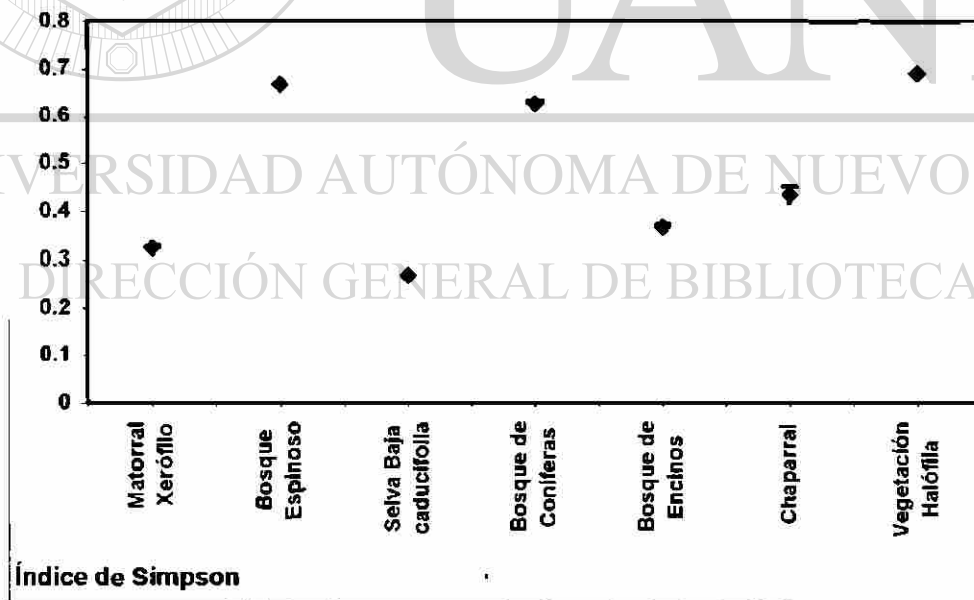 UAN
0.8
0.7
0.6
0.5
0.4
0.3
0.2
0.1
0
VERSIDAD AUTÓNOMA DE NUEVO
DIRECCIÓN GENERAL DE BIBLIOTECA
Matorral
Xerófilo
Bosque
Espinoso
Selva Baja
caducifolia
Bosque de
Coníferas
Bosque de
Encinos
Chaparral
Vegetación
Halófila
Índice de Simpson